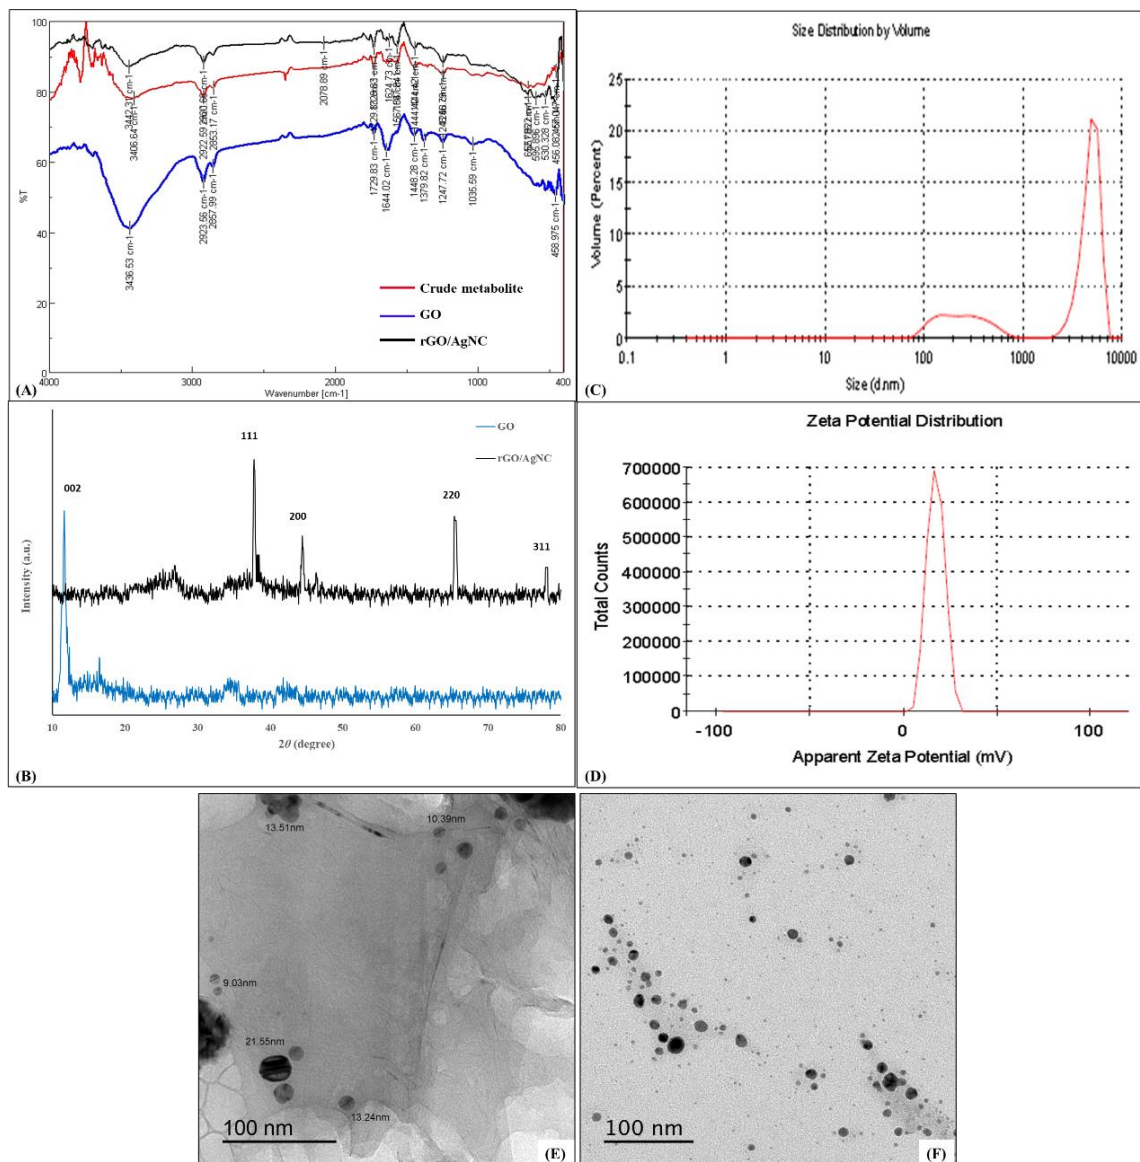 100
80
60
40
20
0
%T
3442.31 cm-1
3406.64 cm-1
2922.59 cm-1
2853.17 cm-1
2078.89 cm-1
1624.73 cm-1
530.328 cm-1
3436.53 cm-1
2923.56 cm-1
2857.99 cm-1
1729.83 cm-1
1644.02 cm-1
1448.28 cm-1
1379.82 cm-1
1247.72 cm-1
1035.59 cm-1
458.975 cm-1
Crude metabolite
GO
rGO/AgNC
4000
3000
2000
1000
400
Wavenumber [cm-1]
(A)
Size Distribution by Volume
Volume (Percent)
25
20
15
10
5
0
0.1
1
10
100
1000
10000
Size (d.nm)
(C)
GO
rGO/AgNC
002
111
200
220
311
Intensity (a.u.)
10
20
30
40
50
60
70
80
2θ (degree)
(B)
Zeta Potential Distribution
Total Counts
700000
600000
500000
400000
300000
200000
100000
0
-100
0
100
Apparent Zeta Potential (mV)
(D)
13.51nm
10.39nm
9.03nm
21.55nm
13.24nm
100 nm
(E)
100 nm
(F)